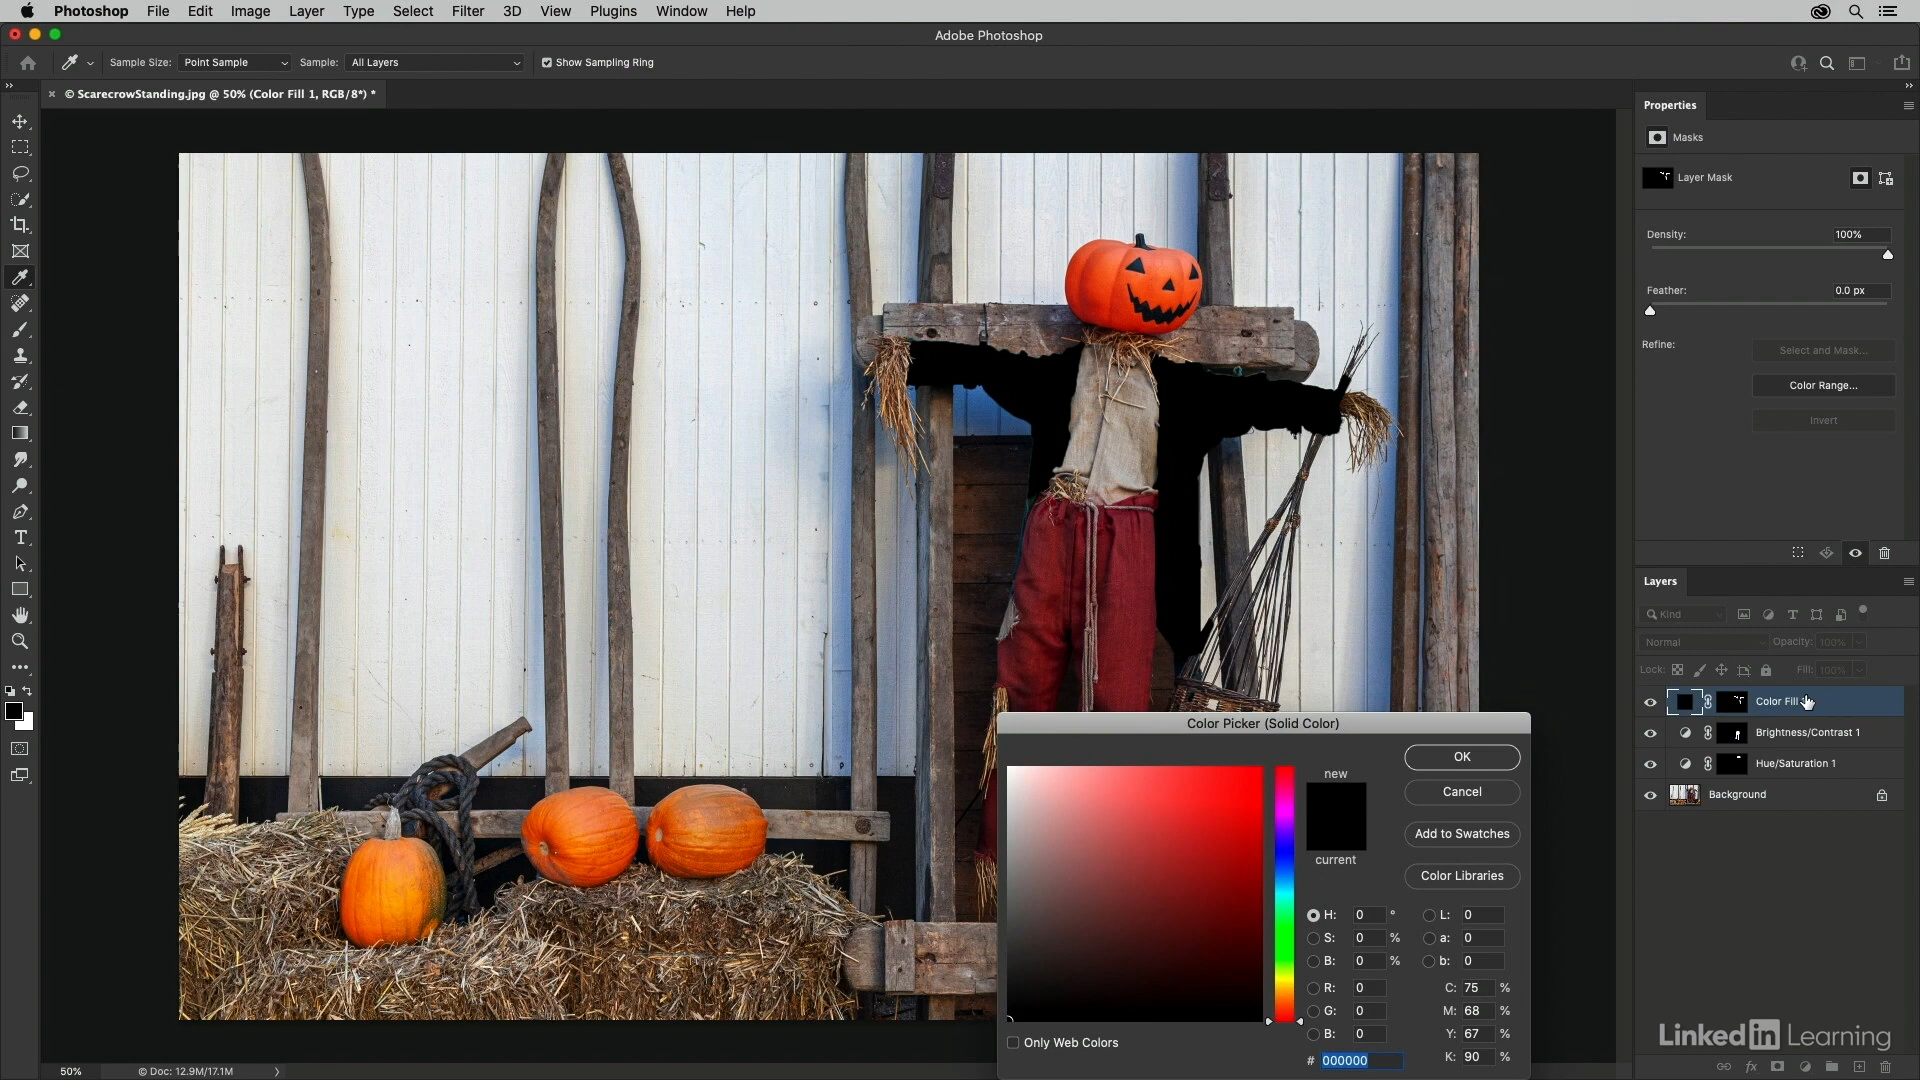 Photoshop File Edit Image Layer Type Select Filter 3D View Plugins Window Help
Adobe Photoshop
Sample Size: Point Sample Sample: All Layers Show Sampling Ring
© ScarecrowStanding.jpg @ 50% (Color Fill 1, RGB/8*) *
Properties
Masks
Layer Mask
Density: 100%
Feather: 0.0 px
Refine:
Select and Mask...
Color Range...
Invert
Layers
Kind
Normal Opacity: 100%
Lock: Fill: 100%
Color Fill
Brightness/Contrast 1
Hue/Saturation 1
Background
Color Picker (Solid Color)
new
current
OK
Cancel
Add to Swatches
Color Libraries
H: 0 ° L: 0
S: 0 % a: 0
B: 0 % b: 0
R: 0 C: 75 %
G: 0 M: 68 %
B: 0 Y: 67 %
# 000000 K: 90 %
Only Web Colors
50% © Doc: 12.9M/17.1M
LinkedIn Learning